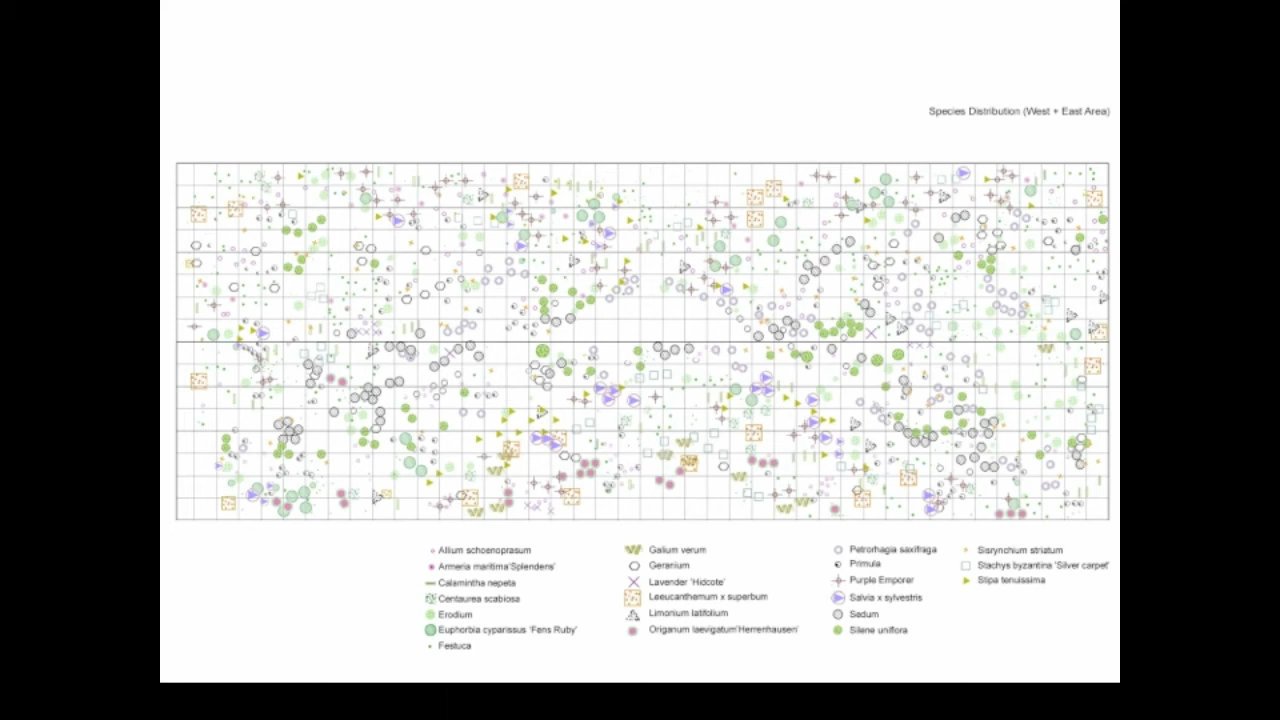 Species Distribution (West + East Area)
Allium schoenoprasum
Armeria maritima'Splendens'
Calamintha nepeta
Centaurea scabiosa
Erodium
Euphorbia cyparissus 'Fens Ruby'
Festuca
Galium verum
Geranium
Lavender 'Hidcote'
Leeucanthemum x superbum
Limonium latifolium
Origanum laevigatum'Herrenhausen'
Petrorhagia saxifraga
Primula
Purple Emporer
Salvia x sylvestris
Sedum
Silene uniflora
Sisrynchium striatum
Stachys byzantina 'Silver carpet'
Stipa tenuissima